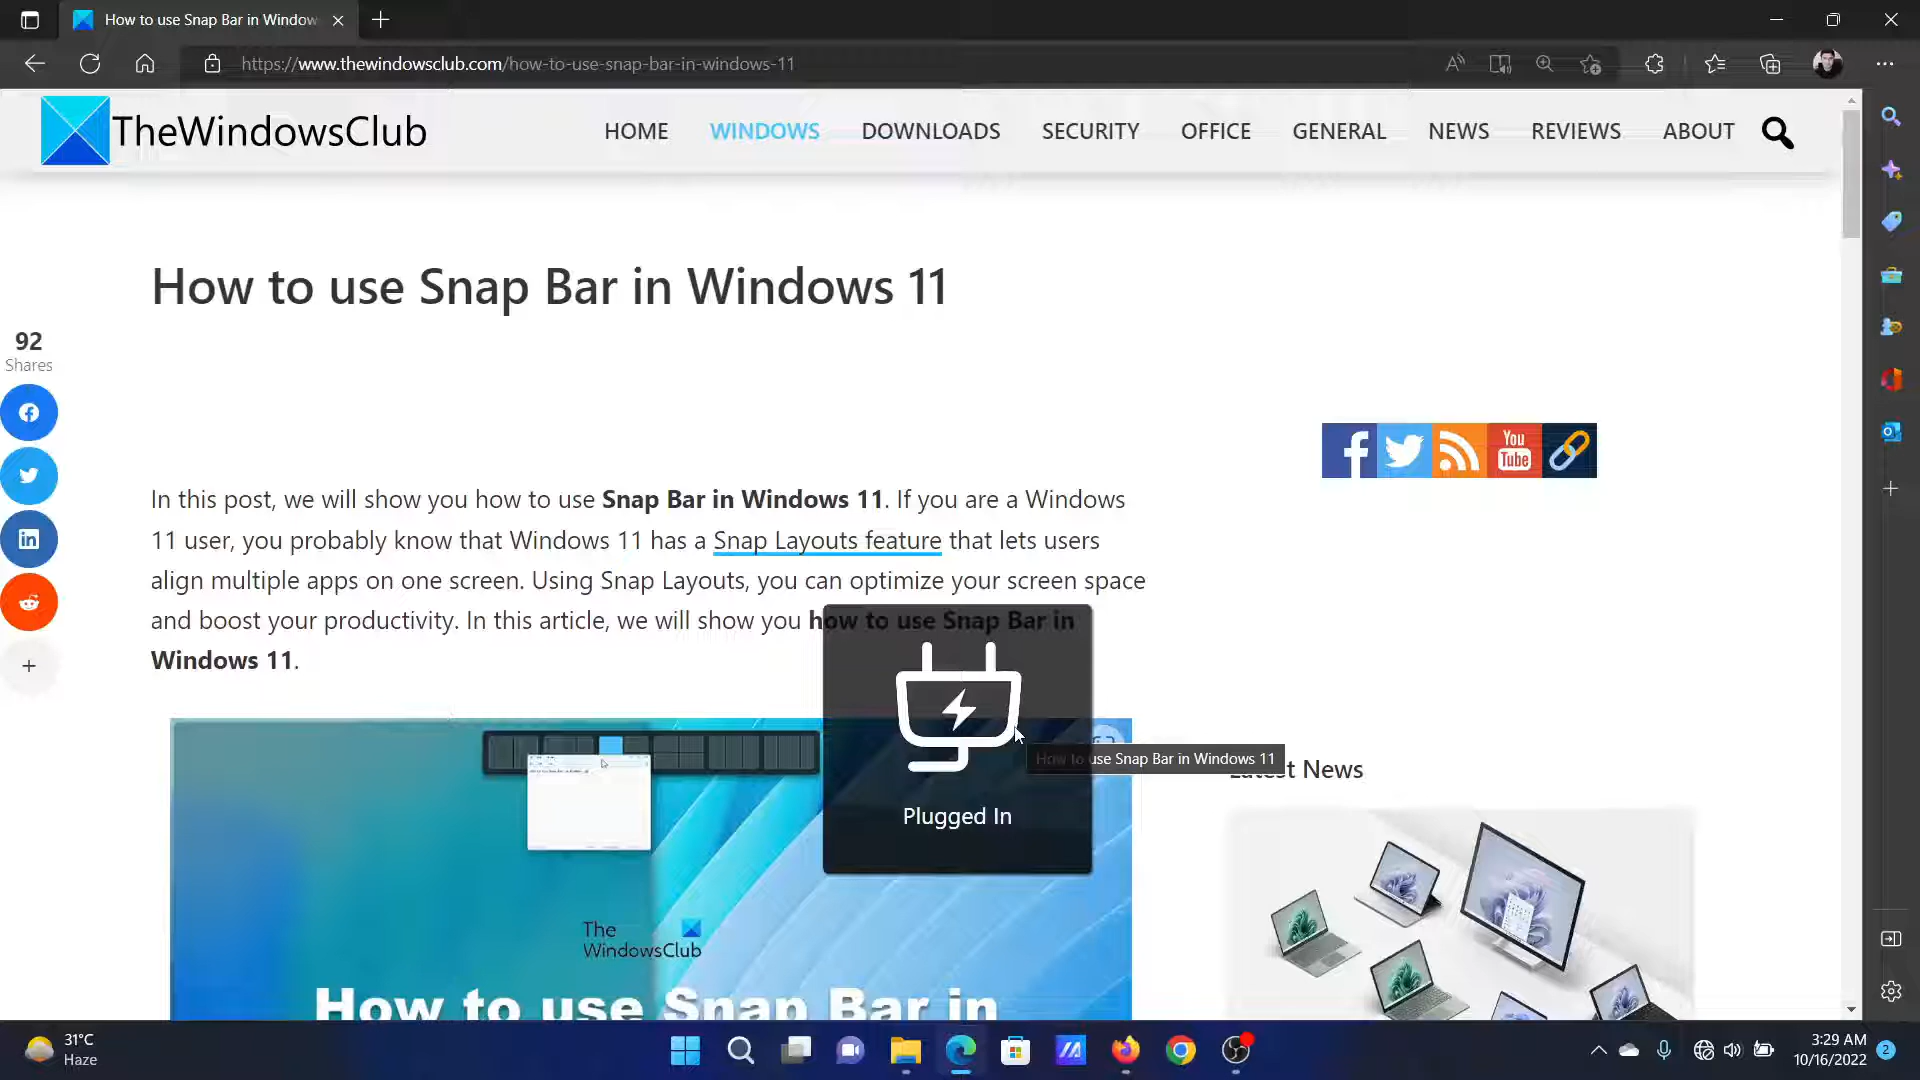 How to use Snap Bar in Window
https://www.thewindowsclub.com/how-to-use-snap-bar-in-windows-11
TheWindowsClub
HOME
WINDOWS
DOWNLOADS
SECURITY
OFFICE
GENERAL
NEWS
REVIEWS
ABOUT
How to use Snap Bar in Windows 11
92
Shares
You
Tube
In this post, we will show you how to use Snap Bar in Windows 11. If you are a Windows
11 user, you probably know that Windows 11 has a Snap Layouts feature that lets users
align multiple apps on one screen. Using Snap Layouts, you can optimize your screen space
and boost your productivity. In this article, we will show you how to use Snap Bar in
Windows 11.
Plugged In
How to use Snap Bar in Windows 11
Latest News
The
WindowsClub
How to use Snap Bar in
31°C
Haze
3:29 AM
10/16/2022
2